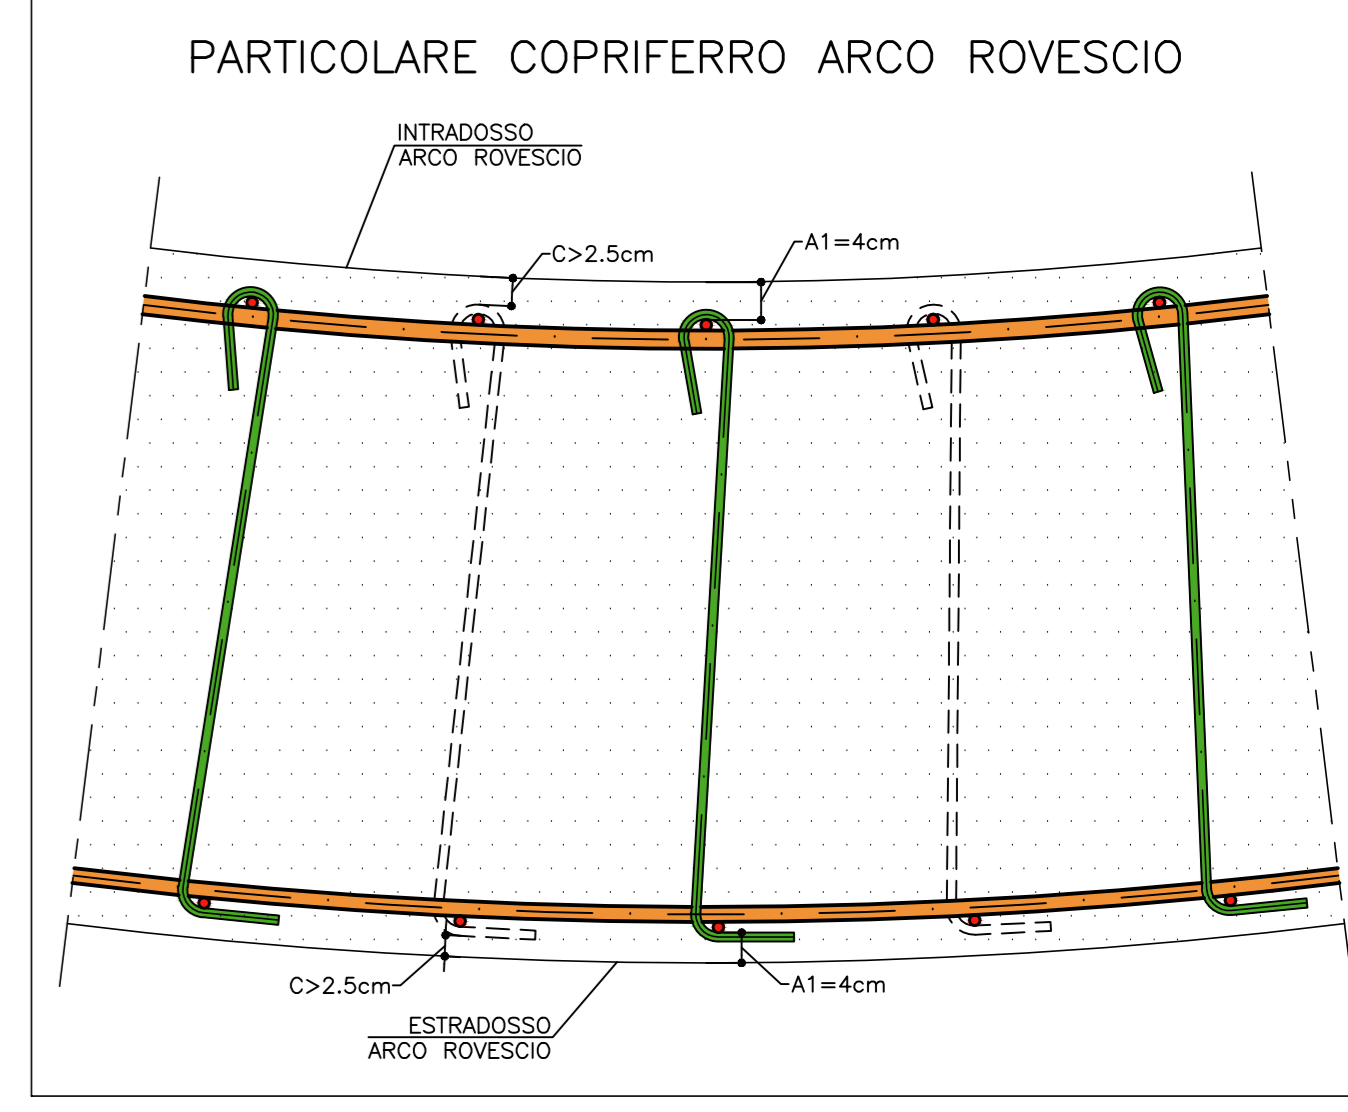 PARTICOLARE COPRIFERRO ARCO ROVESCIO
INTRADOSSO
ARCO ROVESCIO
C>2.5cm
A1=4cm
C>2.5cm
A1=4cm
ESTRADOSSO
ARCO ROVESCIO